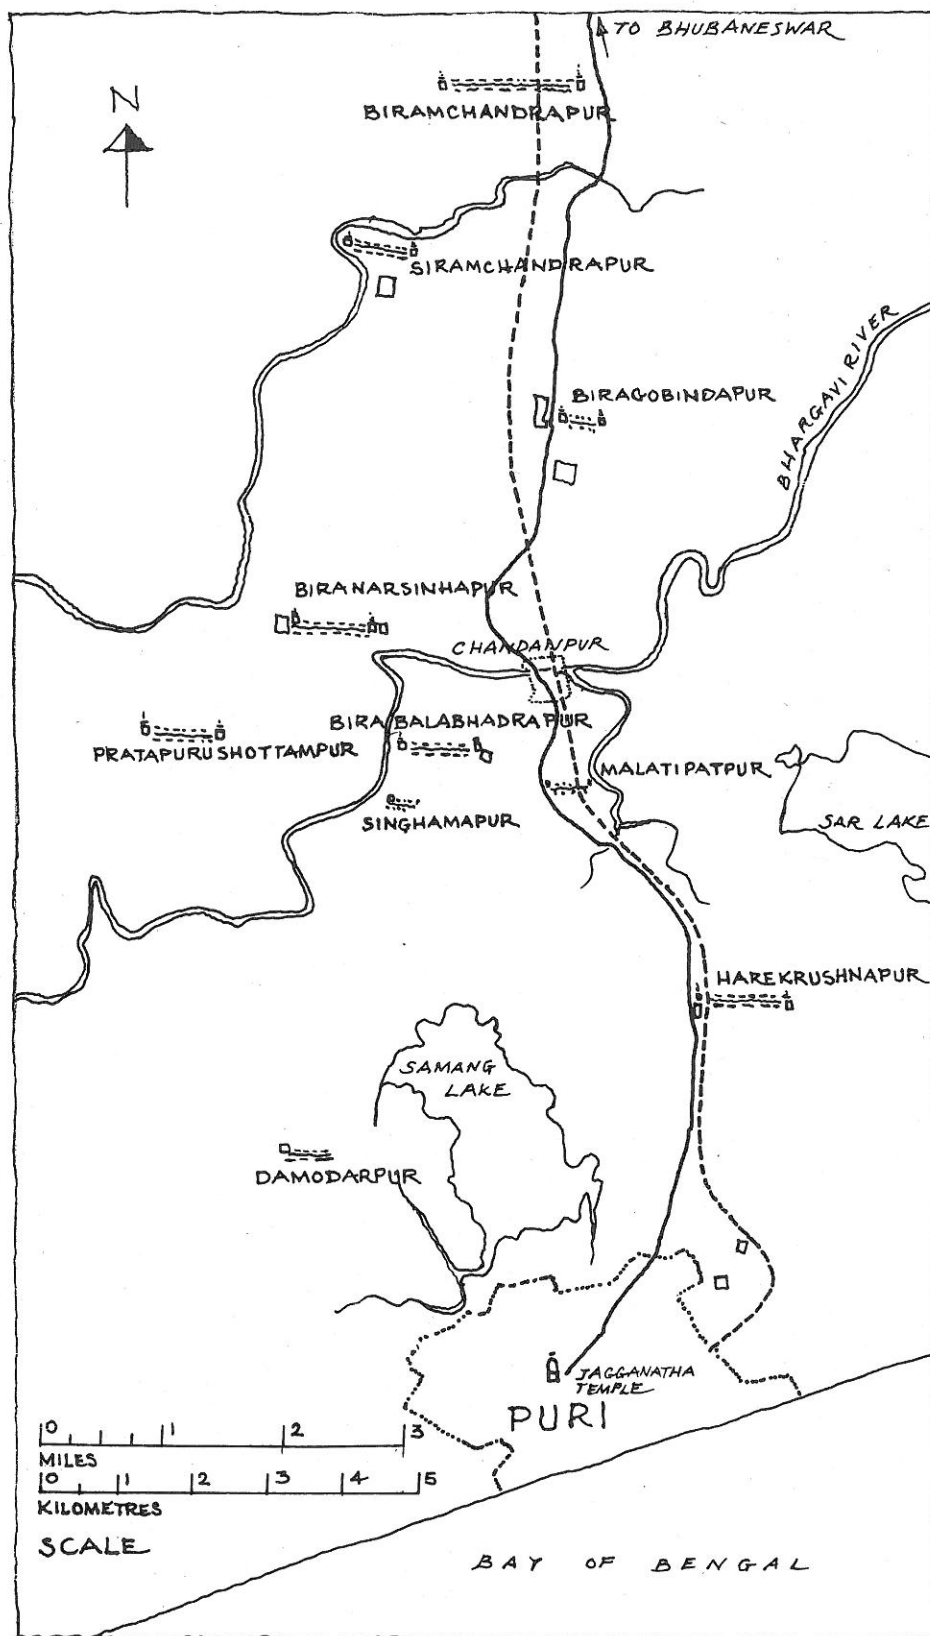 TO BHUBANESWAR
N
BIRAMCHANDRAPUR
SIRAMCHANDRAPUR
BHARGAVI RIVER
BIRAGOBINDAPUR
BIRANARSINHAPUR
CHANDANPUR
BIRABALABHADRAPUR
PRATAPURUSHOTTAMPUR
MALATIPATPUR
SINGHAMAPUR
SAR LAKE
HAREKRUSHNAPUR
SAMANG
LAKE
DAMODARPUR
JAGGANATHA
TEMPLE
PURI
0 1 2 3
MILES
0 1 2 3 4 5
KILOMETRES
SCALE
BAY OF BENGAL